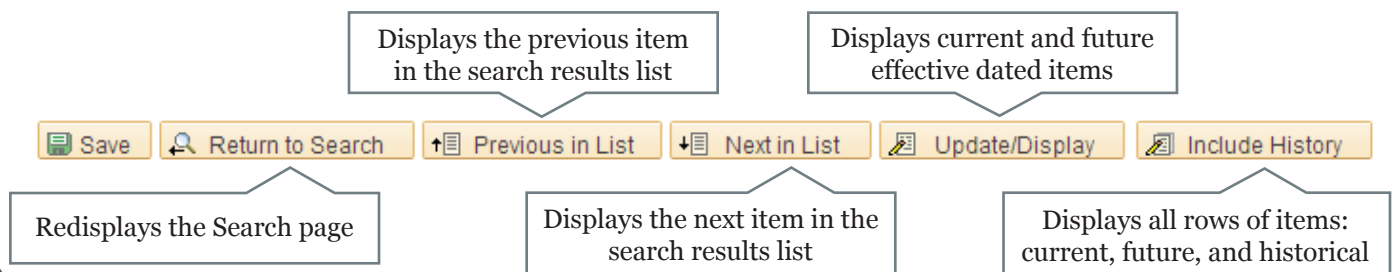 Displays the previous item
in the search results list
Displays current and future
effective dated items
Save
Return to Search
Previous in List
Next in List
Update/Display
Include History
Redisplays the Search page
Displays the next item in the
search results list
Displays all rows of items:
current, future, and historical